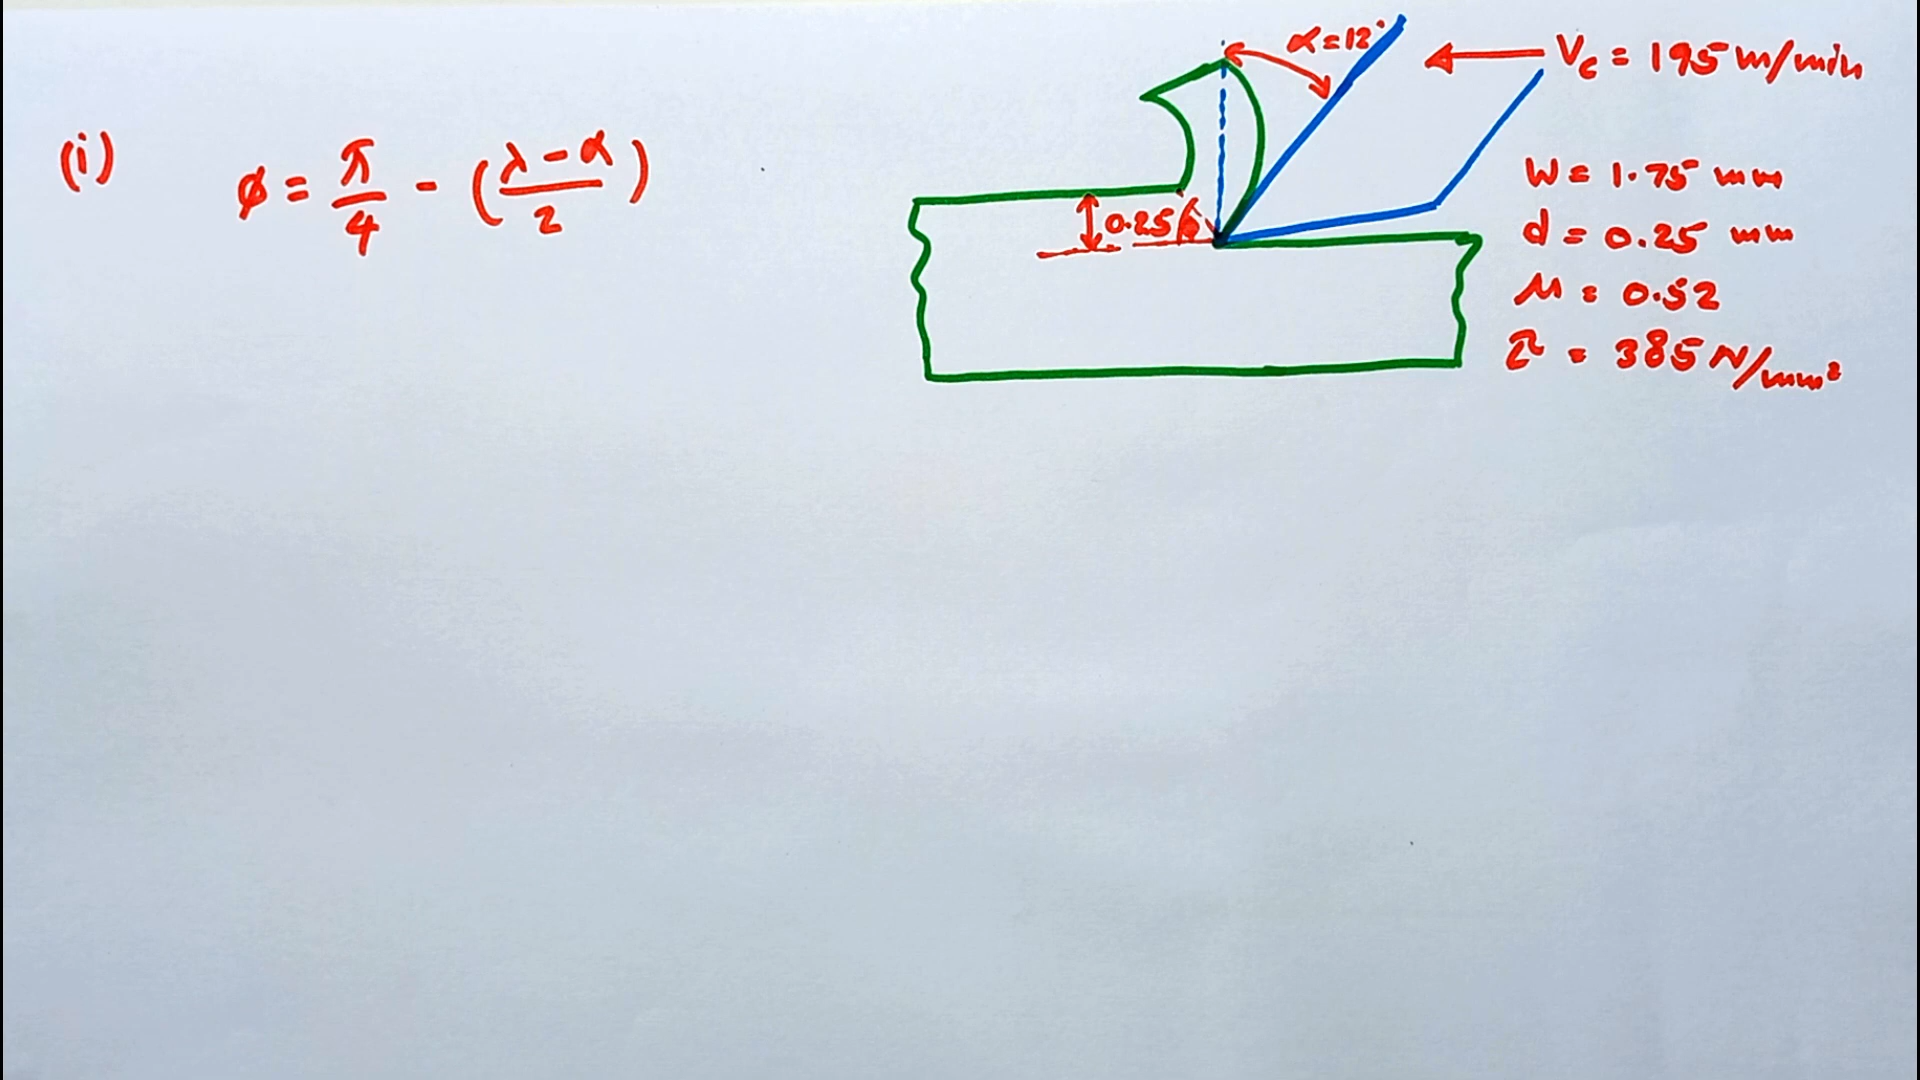 (i) φ = π/4 - (λ - α / 2)
α = 12°
Vc = 195 m/min
0.25
W = 1.75 mm
d = 0.25 mm
μ = 0.52
τ = 385 N/mm²